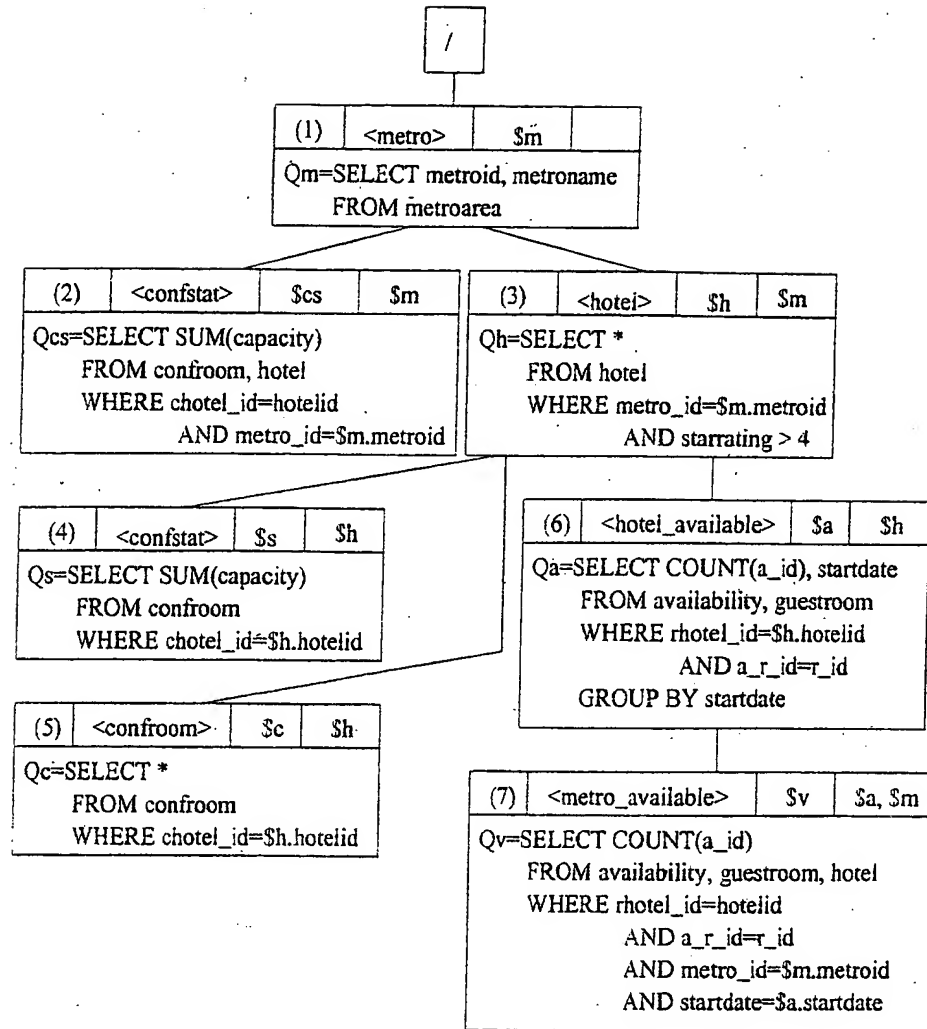 /
(1) <metro> $m
Qm=SELECT metroid, metroname
FROM metroarea
(2) <confstat> $cs $m
Qcs=SELECT SUM(capacity)
FROM confroom, hotel
WHERE chotel_id=hotelid
AND metro_id=$m.metroid
(3) <hotel> $h $m
Qh=SELECT *
FROM hotel
WHERE metro_id=$m.metroid
AND starrating > 4
(4) <confstat> $s $h
Qs=SELECT SUM(capacity)
FROM confroom
WHERE chotel_id=$h.hotelid
(6) <hotel_available> $a $h
Qa=SELECT COUNT(a_id), startdate
FROM availability, guestroom
WHERE rhotel_id=$h.hotelid
AND a_r_id=r_id
GROUP BY startdate
(5) <confroom> $c $h
Qc=SELECT *
FROM confroom
WHERE chotel_id=$h.hotelid
(7) <metro_available> $v $a, $m
Qv=SELECT COUNT(a_id)
FROM availability, guestroom, hotel
WHERE rhotel_id=hotelid
AND a_r_id=r_id
AND metro_id=$m.metroid
AND startdate=$a.startdate